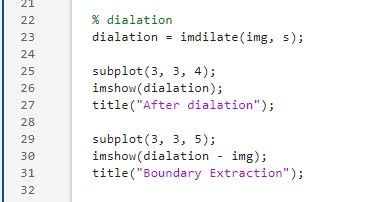 21
22 % dialation
23 dialation = imdilate(img, s);
24
25 subplot(3, 3, 4);
26 imshow(dialation);
27 title("After dialation");
28
29 subplot(3, 3, 5);
30 imshow(dialation - img);
31 title("Boundary Extraction");
32